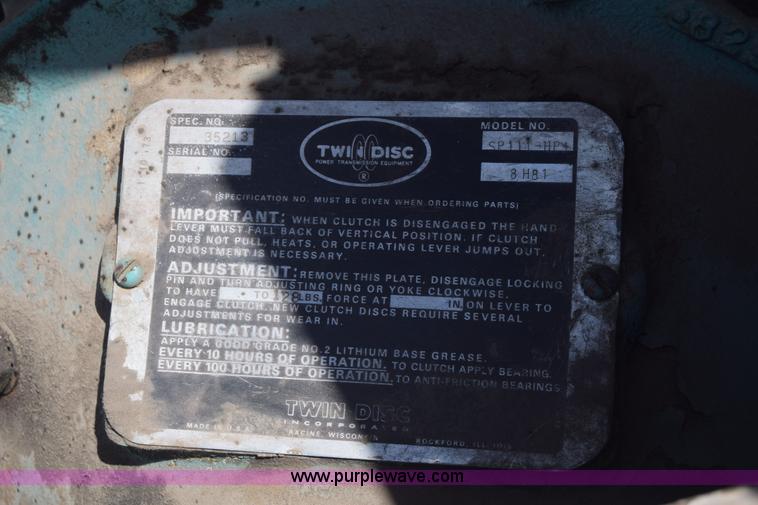 SPEC. NO.
35213
SERIAL NO.
TWIN DISC
POWER TRANSMISSION EQUIPMENT
®
MODEL NO.
8H81
(SPECIFICATION NO. MUST BE GIVEN WHEN ORDERING PARTS)
IMPORTANT: WHEN CLUTCH IS DISENGAGED THE HAND
LEVER MUST FALL BACK OF VERTICAL POSITION. IF CLUTCH
DOES NOT PULL, HEATS, OR OPERATING LEVER JUMPS OUT,
ADJUSTMENT IS NECESSARY.
ADJUSTMENT: REMOVE THIS PLATE, DISENGAGE LOCKING
PIN AND TURN ADJUSTING RING OR YOKE CLOCKWISE.
TO HAVE TO 128 LBS. FORCE AT IN. ON LEVER TO
ENGAGE CLUTCH. NEW CLUTCH DISCS REQUIRE SEVERAL
ADJUSTMENTS FOR WEAR IN.
LUBRICATION:
APPLY A GOOD GRADE NO.2 LITHIUM BASE GREASE.
EVERY 10 HOURS OF OPERATION, TO CLUTCH APPLY BEARING.
EVERY 100 HOURS OF OPERATION, TO ANTI-FRICTION BEARINGS
TWIN DISC
INCORPORATED
MADE IN U.S.A.
RACINE, WISCONSIN
ROCKFORD, ILLINOIS
www.purplewave.com